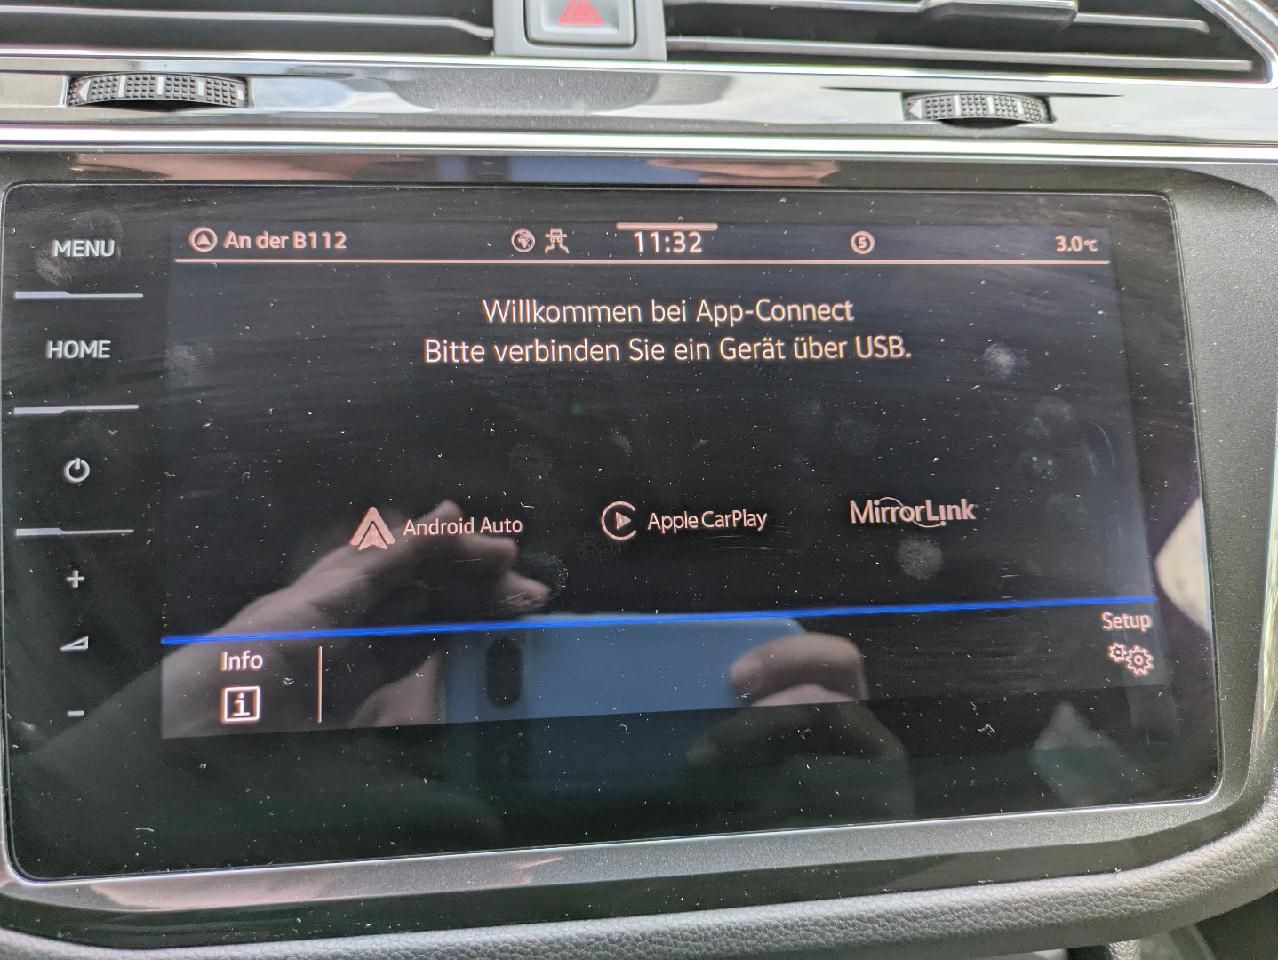 MENU
HOME
An der B112
11:32
5
3.0°C
Willkommen bei App-Connect
Bitte verbinden Sie ein Gerät über USB.
Android Auto
Apple CarPlay
MirrorLink
Info
i
Setup